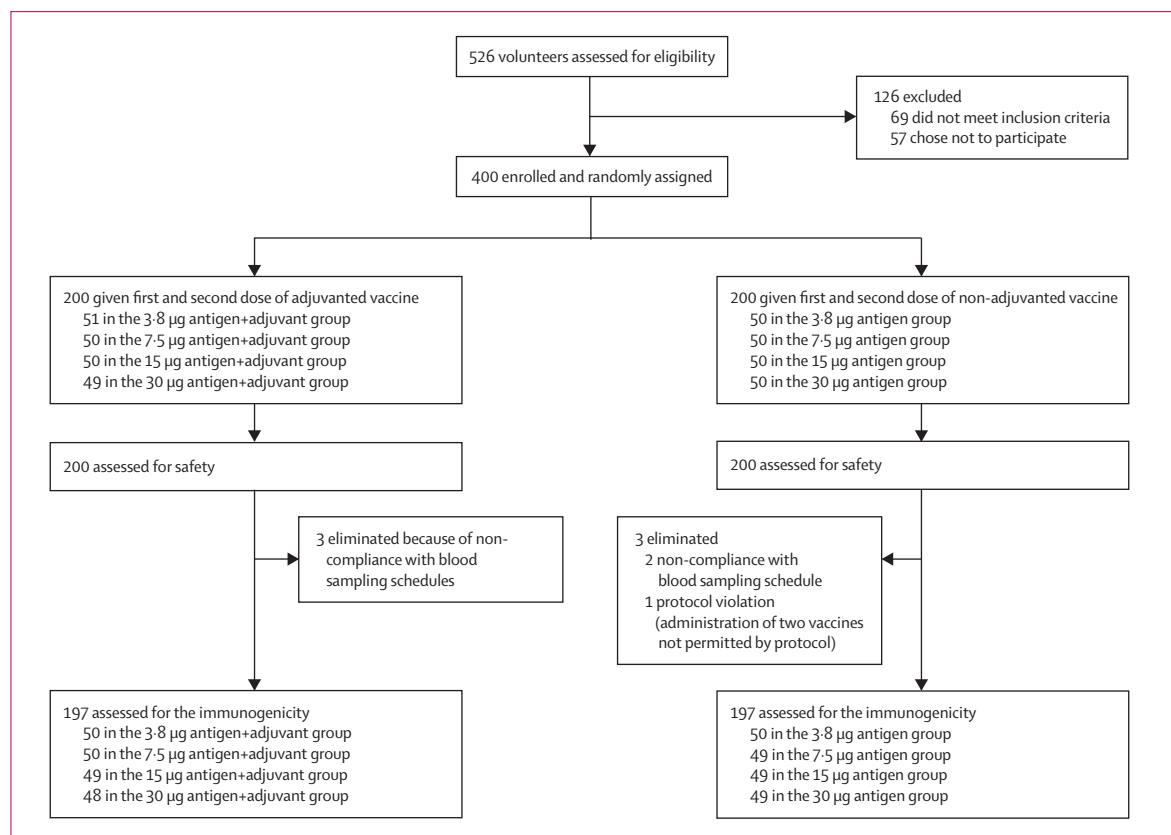 526 volunteers assessed for eligibility
126 excluded
69 did not meet inclusion criteria
57 chose not to participate
400 enrolled and randomly assigned
200 given first and second dose of adjuvanted vaccine
51 in the 3·8 µg antigen+adjuvant group
50 in the 7·5 µg antigen+adjuvant group
50 in the 15 µg antigen+adjuvant group
49 in the 30 µg antigen+adjuvant group
200 given first and second dose of non-adjuvanted vaccine
50 in the 3·8 µg antigen group
50 in the 7·5 µg antigen group
50 in the 15 µg antigen group
50 in the 30 µg antigen group
200 assessed for safety
200 assessed for safety
3 eliminated because of non-
compliance with blood
sampling schedules
3 eliminated
2 non-compliance with
blood sampling schedule
1 protocol violation
(administration of two vaccines
not permitted by protocol)
197 assessed for the immunogenicity
50 in the 3·8 µg antigen+adjuvant group
50 in the 7·5 µg antigen+adjuvant group
49 in the 15 µg antigen+adjuvant group
48 in the 30 µg antigen+adjuvant group
197 assessed for the immunogenicity
50 in the 3·8 µg antigen group
49 in the 7·5 µg antigen group
49 in the 15 µg antigen group
49 in the 30 µg antigen group